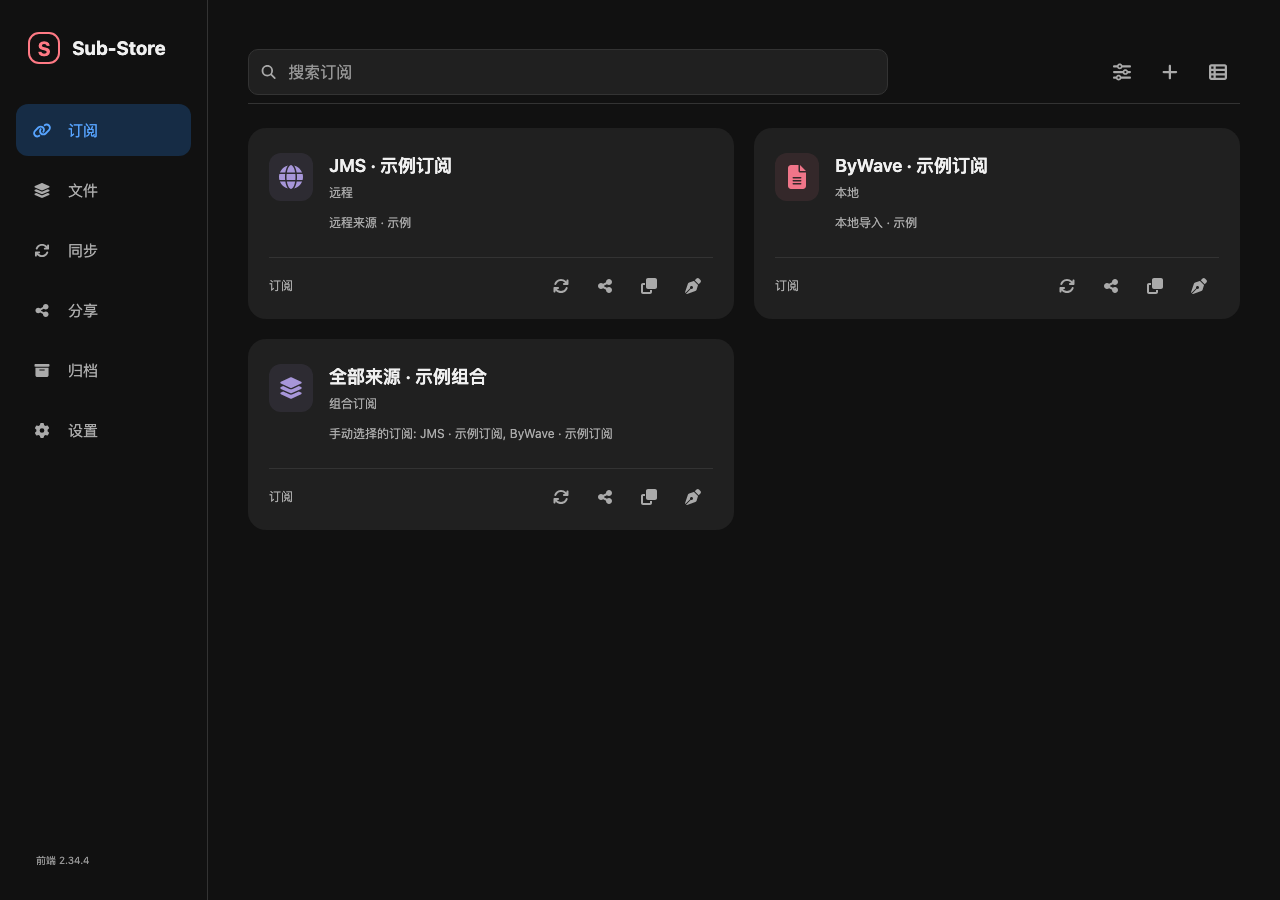 S Sub-Store
订阅
文件
同步
分享
归档
设置
前端 2.34.4
搜索订阅
JMS · 示例订阅
远程
远程来源 · 示例
订阅
ByWave · 示例订阅
本地
本地导入 · 示例
订阅
全部来源 · 示例组合
组合订阅
手动选择的订阅: JMS · 示例订阅, ByWave · 示例订阅
订阅